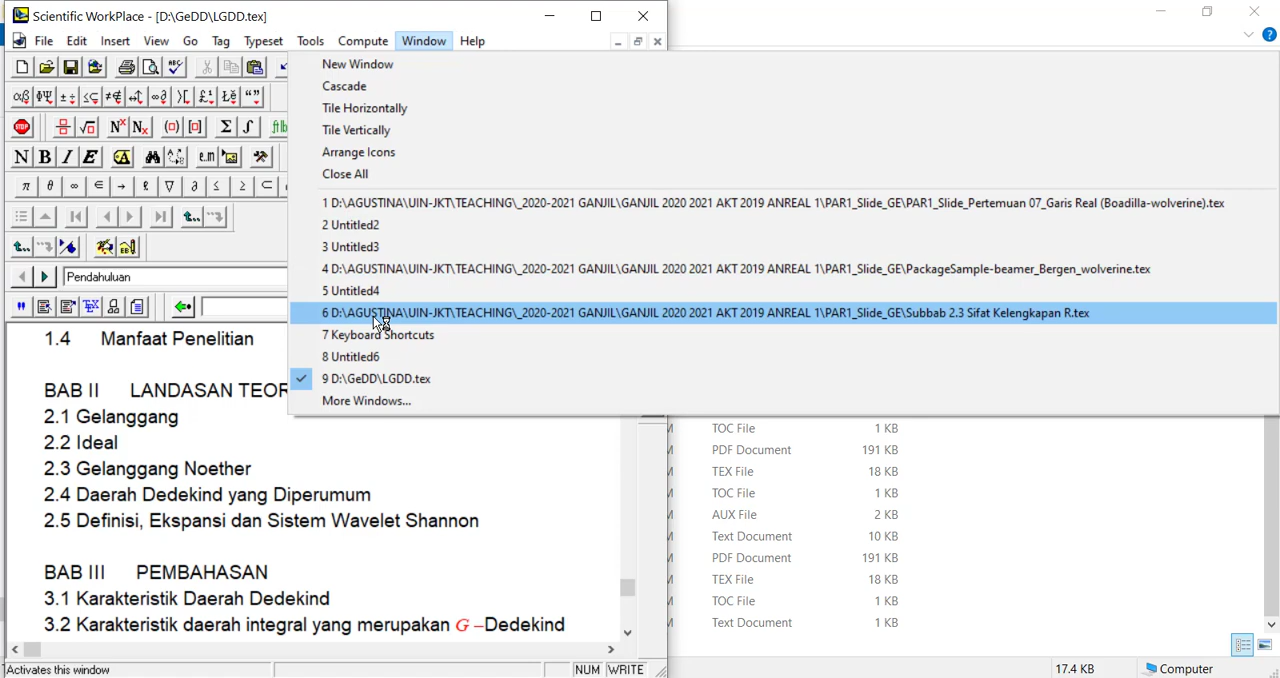 Scientific WorkPlace - [D:\GeDD\LGDD.tex]
File Edit Insert View Go Tag Typeset Tools Compute Window Help
New Window
Cascade
Tile Horizontally
Tile Vertically
Arrange Icons
Close All
1 D:\AGUSTINA\UIN-JKT\TEACHING\_2020-2021 GANJIL\GANJIL 2020 2021 AKT 2019 ANREAL 1\PAR1_Slide_GE\PAR1_Slide_Pertemuan 07_Garis Real (Boadilla-wolverine).tex
2 Untitled2
3 Untitled3
4 D:\AGUSTINA\UIN-JKT\TEACHING\_2020-2021 GANJIL\GANJIL 2020 2021 AKT 2019 ANREAL 1\PAR1_Slide_GE\PackageSample-beamer_Bergen_wolverine.tex
5 Untitled4
6 D:\AGUSTINA\UIN-JKT\TEACHING\_2020-2021 GANJIL\GANJIL 2020 2021 AKT 2019 ANREAL 1\PAR1_Slide_GE\Subbab 2.3 Sifat Kelengkapan R.tex
7 Keyboard Shortcuts
8 Untitled6
9 D:\GeDD\LGDD.tex
More Windows...
Pendahuluan
1.4 Manfaat Penelitian
BAB II LANDASAN TEOR
2.1 Gelanggang
2.2 Ideal
2.3 Gelanggang Noether
2.4 Daerah Dedekind yang Diperumum
2.5 Definisi, Ekspansi dan Sistem Wavelet Shannon
BAB III PEMBAHASAN
3.1 Karakteristik Daerah Dedekind
3.2 Karakteristik daerah integral yang merupakan G –Dedekind
TOC File 1 KB
PDF Document 191 KB
TEX File 18 KB
TOC File 1 KB
AUX File 2 KB
Text Document 10 KB
PDF Document 191 KB
TEX File 18 KB
TOC File 1 KB
Text Document 1 KB
Activates this window NUM WRITE
17.4 KB Computer